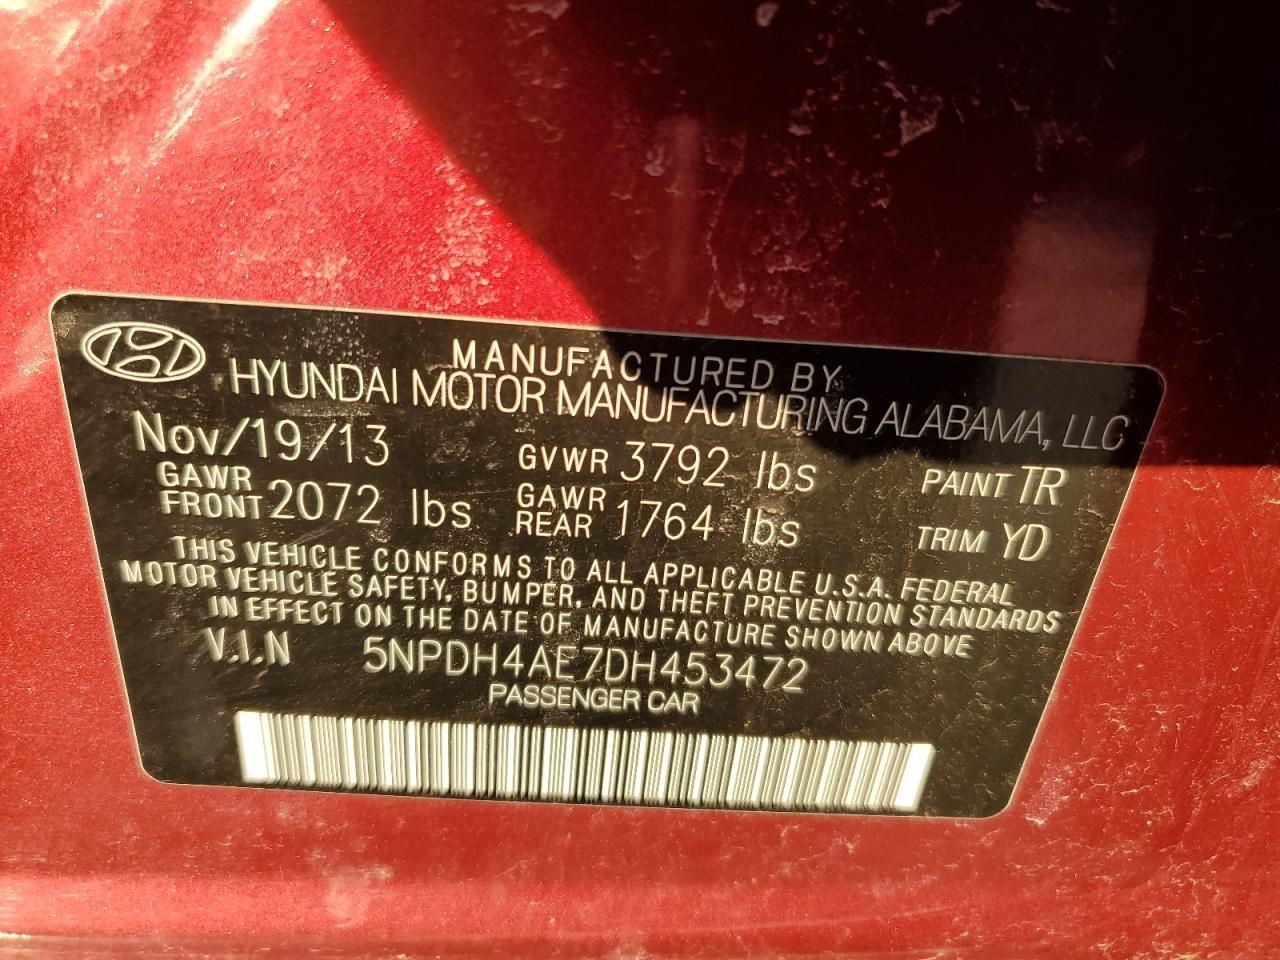 MANUFACTURED BY
HYUNDAI MOTOR MANUFACTURING ALABAMA, LLC
Nov/19/13 GVWR 3792 lbs PAINT TR
GAWR FRONT 2072 lbs GAWR REAR 1764 lbs TRIM YD
THIS VEHICLE CONFORMS TO ALL APPLICABLE U.S.A. FEDERAL
MOTOR VEHICLE SAFETY, BUMPER, AND THEFT PREVENTION STANDARDS
IN EFFECT ON THE DATE OF MANUFACTURE SHOWN ABOVE
V.I.N 5NPDH4AE7DH453472
PASSENGER CAR